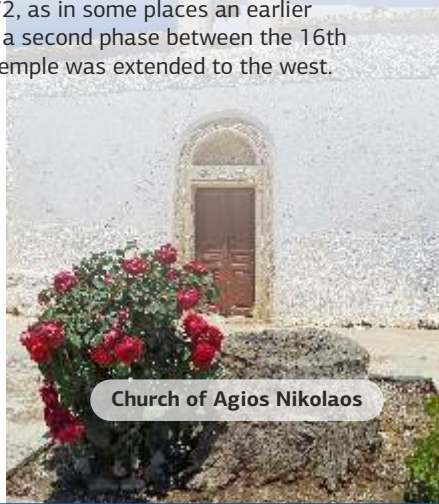 2, as in some places an earlier
a second phase between the 16th
emple was extended to the west.
Church of Agios Nikolaos